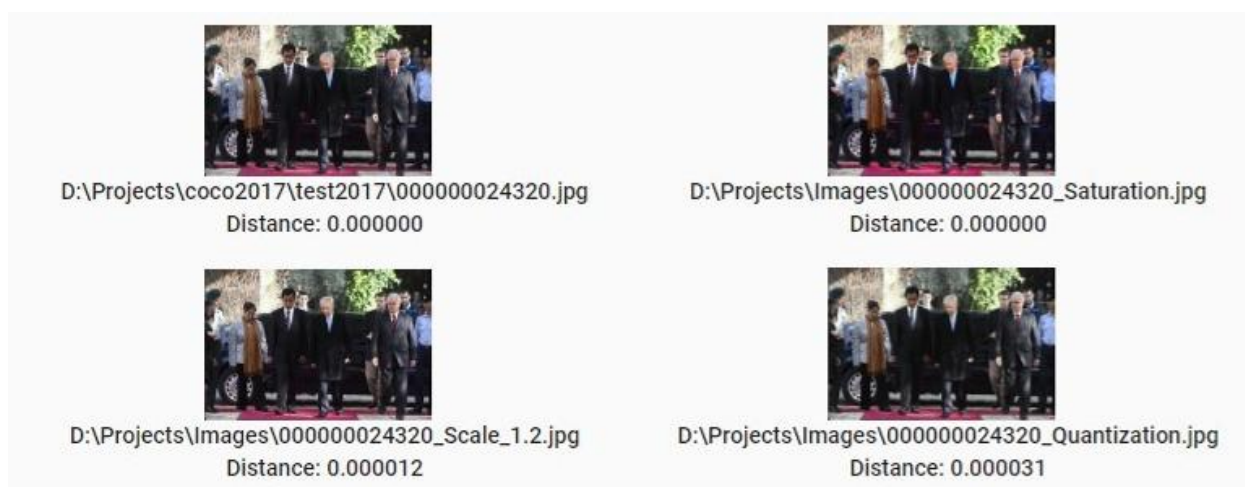 D:\Projects\coco2017\test2017\000000024320.jpg
Distance: 0.000000
D:\Projects\Images\000000024320_Saturation.jpg
Distance: 0.000000
D:\Projects\Images\000000024320_Scale_1.2.jpg
Distance: 0.000012
D:\Projects\Images\000000024320_Quantization.jpg
Distance: 0.000031